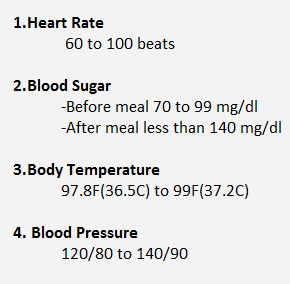 1.Heart Rate
60 to 100 beats
2.Blood Sugar
-Before meal 70 to 99 mg/dl
-After meal less than 140 mg/dl
3.Body Temperature
97.8F(36.5C) to 99F(37.2C)
4. Blood Pressure
120/80 to 140/90